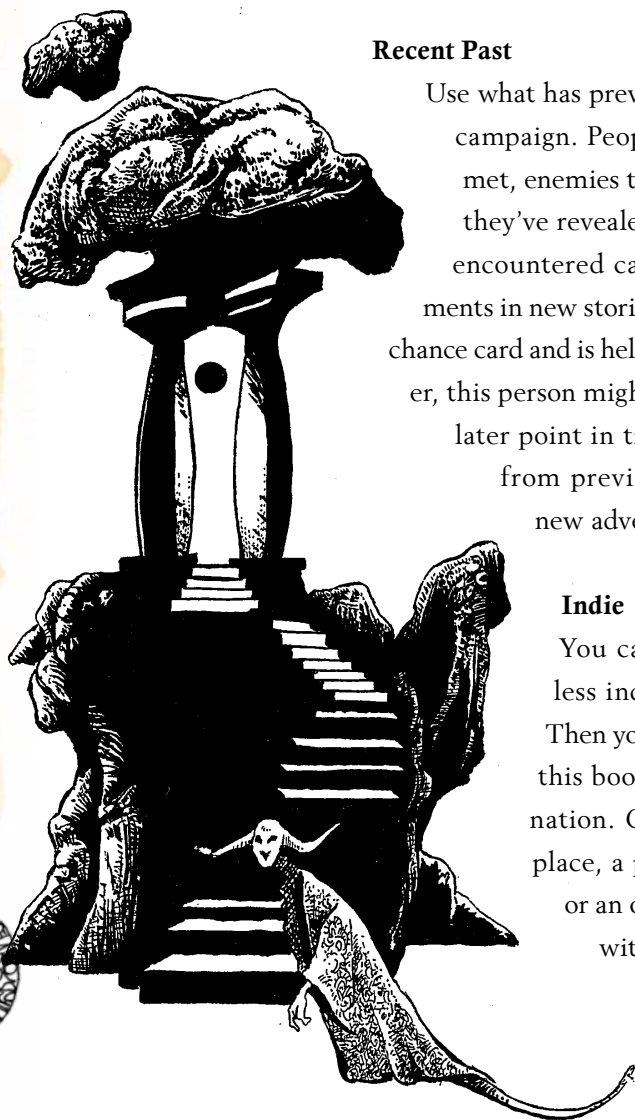 Recent Past
Use what has prev
campaign. Peop
met, enemies t
they’ve reveale
encountered ca
ments in new stori
chance card and is hel
er, this person migh
later point in t
from previ
new adve
Indie
You ca
less inc
Then yo
this boo
nation. C
place, a p
or an o
wit